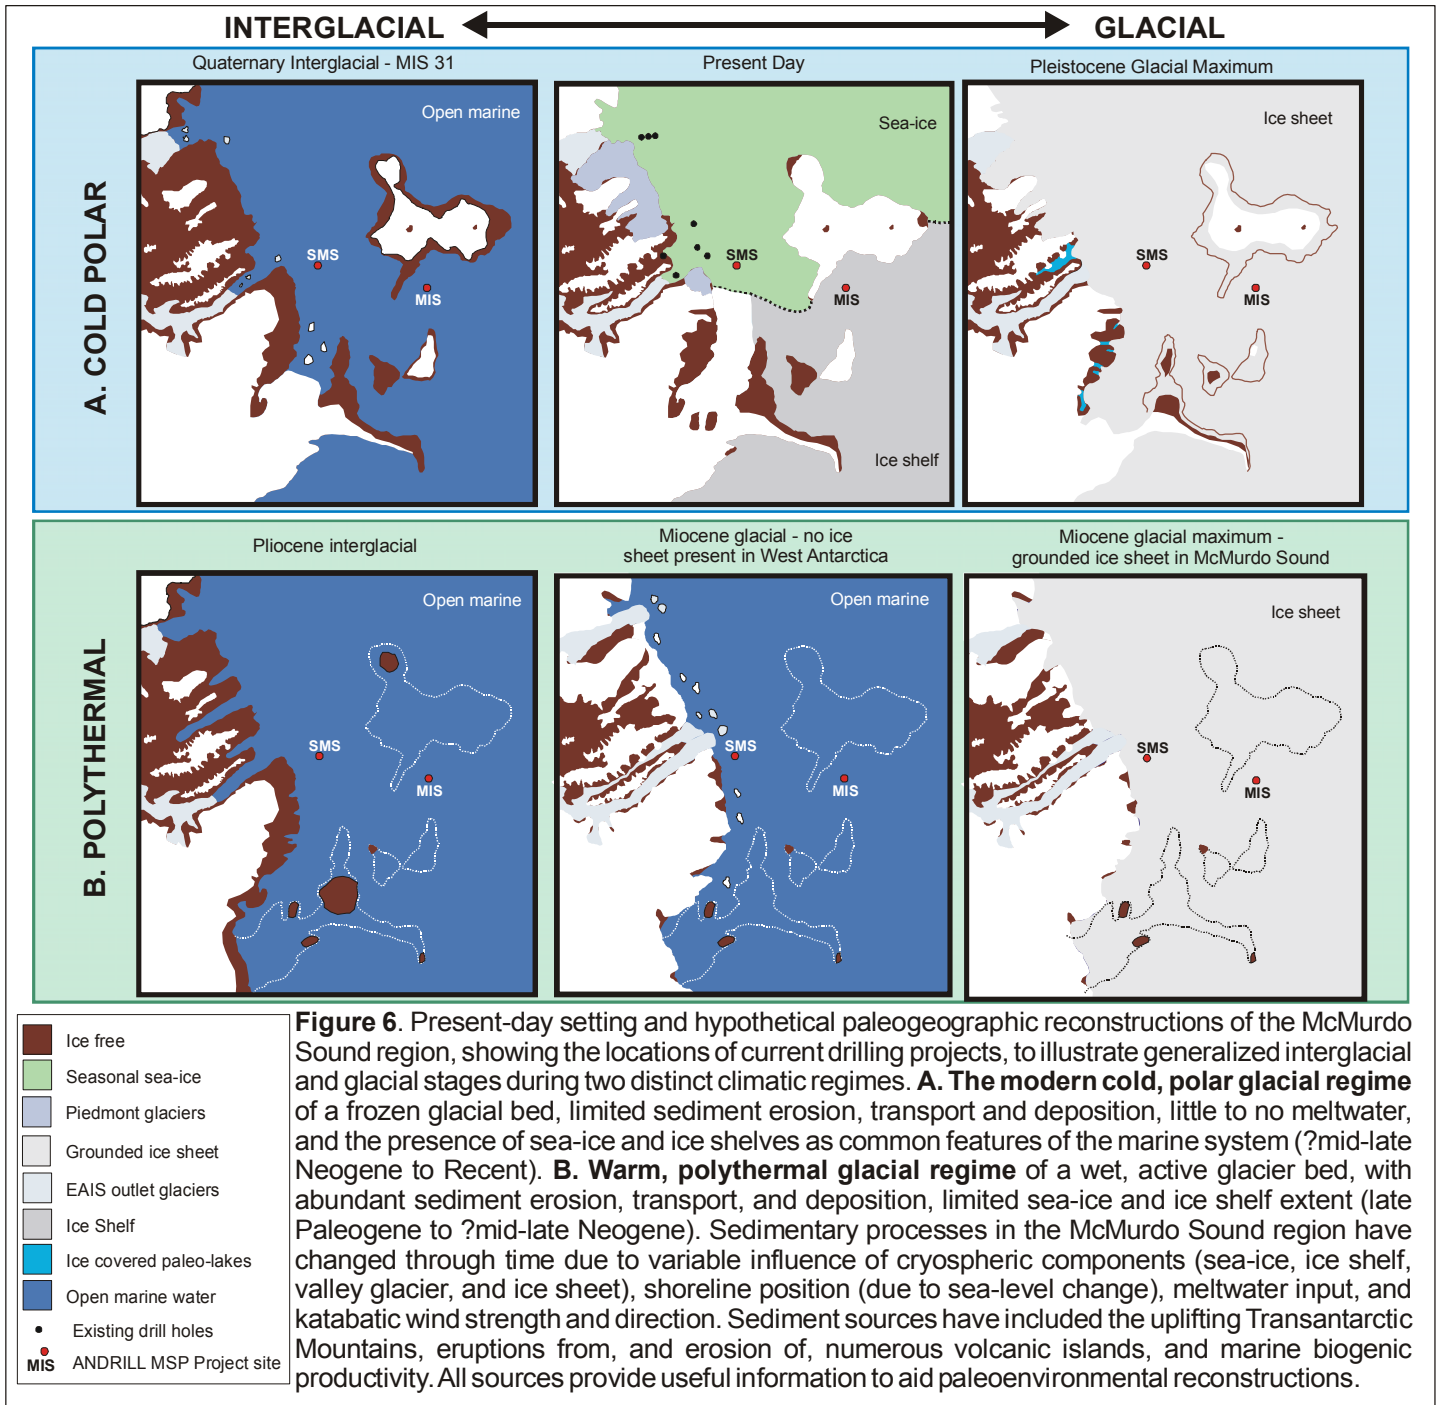 INTERGLACIAL
GLACIAL
A. COLD POLAR
Quaternary Interglacial - MIS 31
Open marine
SMS
MIS
Present Day
Sea-ice
SMS
MIS
Ice shelf
Pleistocene Glacial Maximum
Ice sheet
SMS
MIS
B. POLYTHERMAL
Pliocene interglacial
Open marine
SMS
MIS
Miocene glacial - no ice
sheet present in West Antarctica
Open marine
SMS
MIS
Miocene glacial maximum -
grounded ice sheet in McMurdo Sound
Ice sheet
SMS
MIS
Ice free
Seasonal sea-ice
Piedmont glaciers
Grounded ice sheet
EAIS outlet glaciers
Ice Shelf
Ice covered paleo-lakes
Open marine water
Existing drill holes
MIS ANDRILL MSP Project site
Figure 6. Present-day setting and hypothetical paleogeographic reconstructions of the McMurdo
Sound region, showing the locations of current drilling projects, to illustrate generalized interglacial
and glacial stages during two distinct climatic regimes. A. The modern cold, polar glacial regime
of a frozen glacial bed, limited sediment erosion, transport and deposition, little to no meltwater,
and the presence of sea-ice and ice shelves as common features of the marine system (?mid-late
Neogene to Recent). B. Warm, polythermal glacial regime of a wet, active glacier bed, with
abundant sediment erosion, transport, and deposition, limited sea-ice and ice shelf extent (late
Paleogene to ?mid-late Neogene). Sedimentary processes in the McMurdo Sound region have
changed through time due to variable influence of cryospheric components (sea-ice, ice shelf,
valley glacier, and ice sheet), shoreline position (due to sea-level change), meltwater input, and
katabatic wind strength and direction. Sediment sources have included the uplifting Transantarctic
Mountains, eruptions from, and erosion of, numerous volcanic islands, and marine biogenic
productivity. All sources provide useful information to aid paleoenvironmental reconstructions.